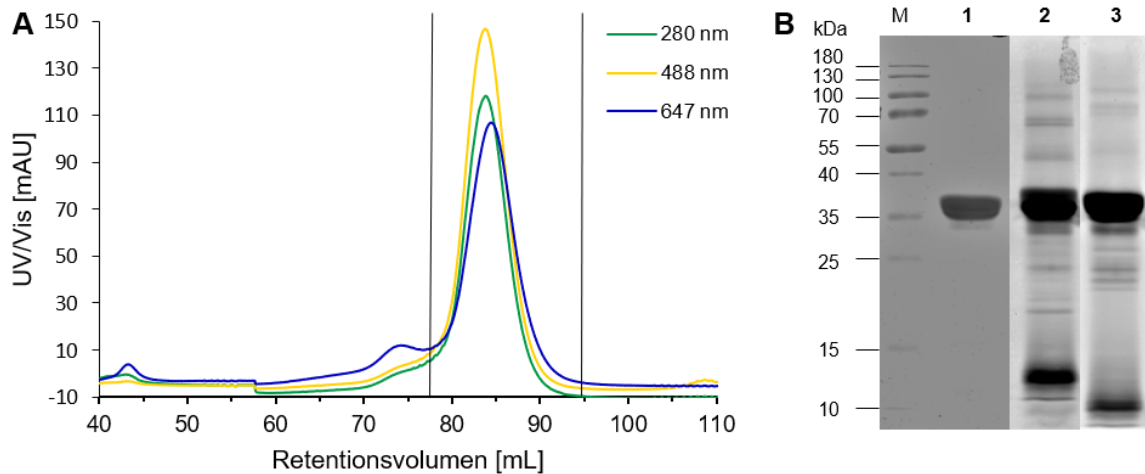 A
150
130
110
90
70
50
30
10
-10
UV/Vis [mAU]
40 50 60 70 80 90 100 110
Retentionsvolumen [mL]
280 nm
488 nm
647 nm
B
kDa M 1 2 3
180
130
100
70
55
40
35
25
15
10